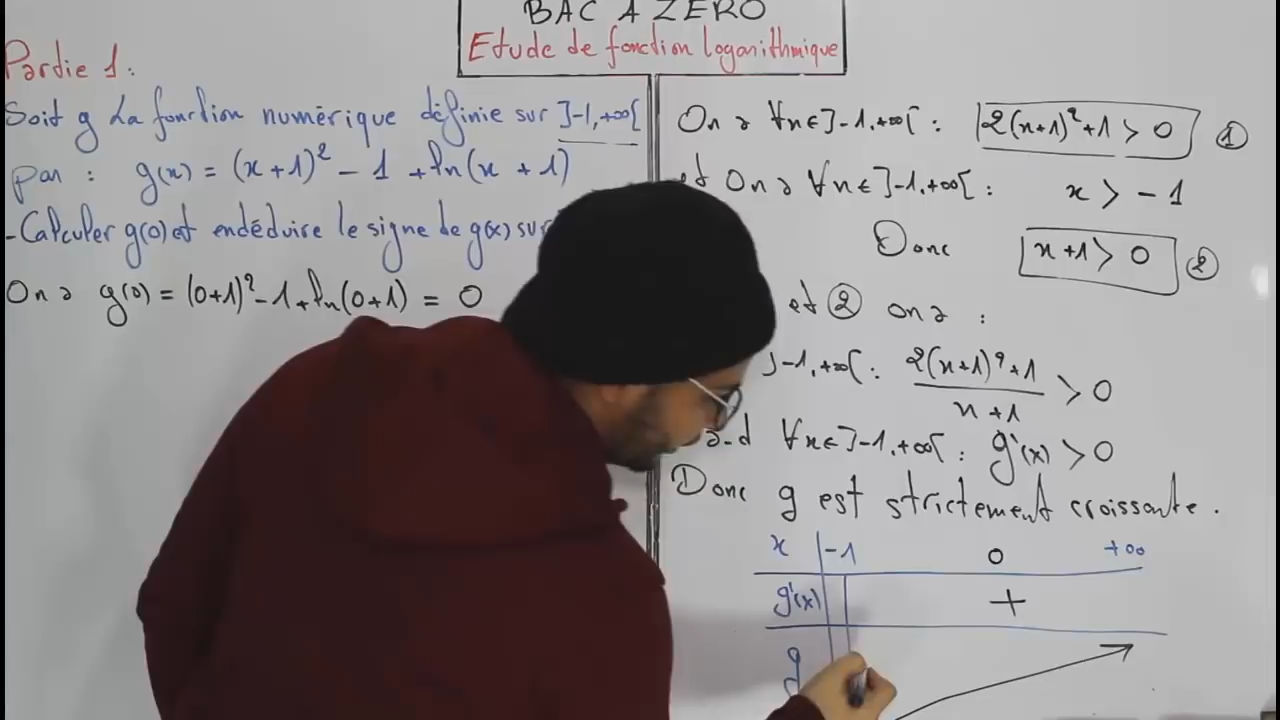 BAC A ZERO
Etude de fonction logarithmique
Partie 1:
Soit g La fonction numérique définie sur ]-1,+∞[
par : g(x) = (x+1)² - 1 + ln(x + 1)
-Calculer g(0) et endéduire le signe de g(x) sur
On a g(0) = (0+1)² - 1 + ln(0+1) = 0
On a ∀x∈]-1,+∞[ : 2(x+1)²+1 > 0 ①
et On a ∀x∈]-1,+∞[ : x > -1
Donc x+1 > 0 ②
et ② on a :
]-1,+∞[ : 2(x+1)²+1 / x+1 > 0
a-d ∀x∈]-1,+∞[ : g'(x) > 0
Donc g est strictement croissante.
x -1 0 +∞
g'(x) +
g